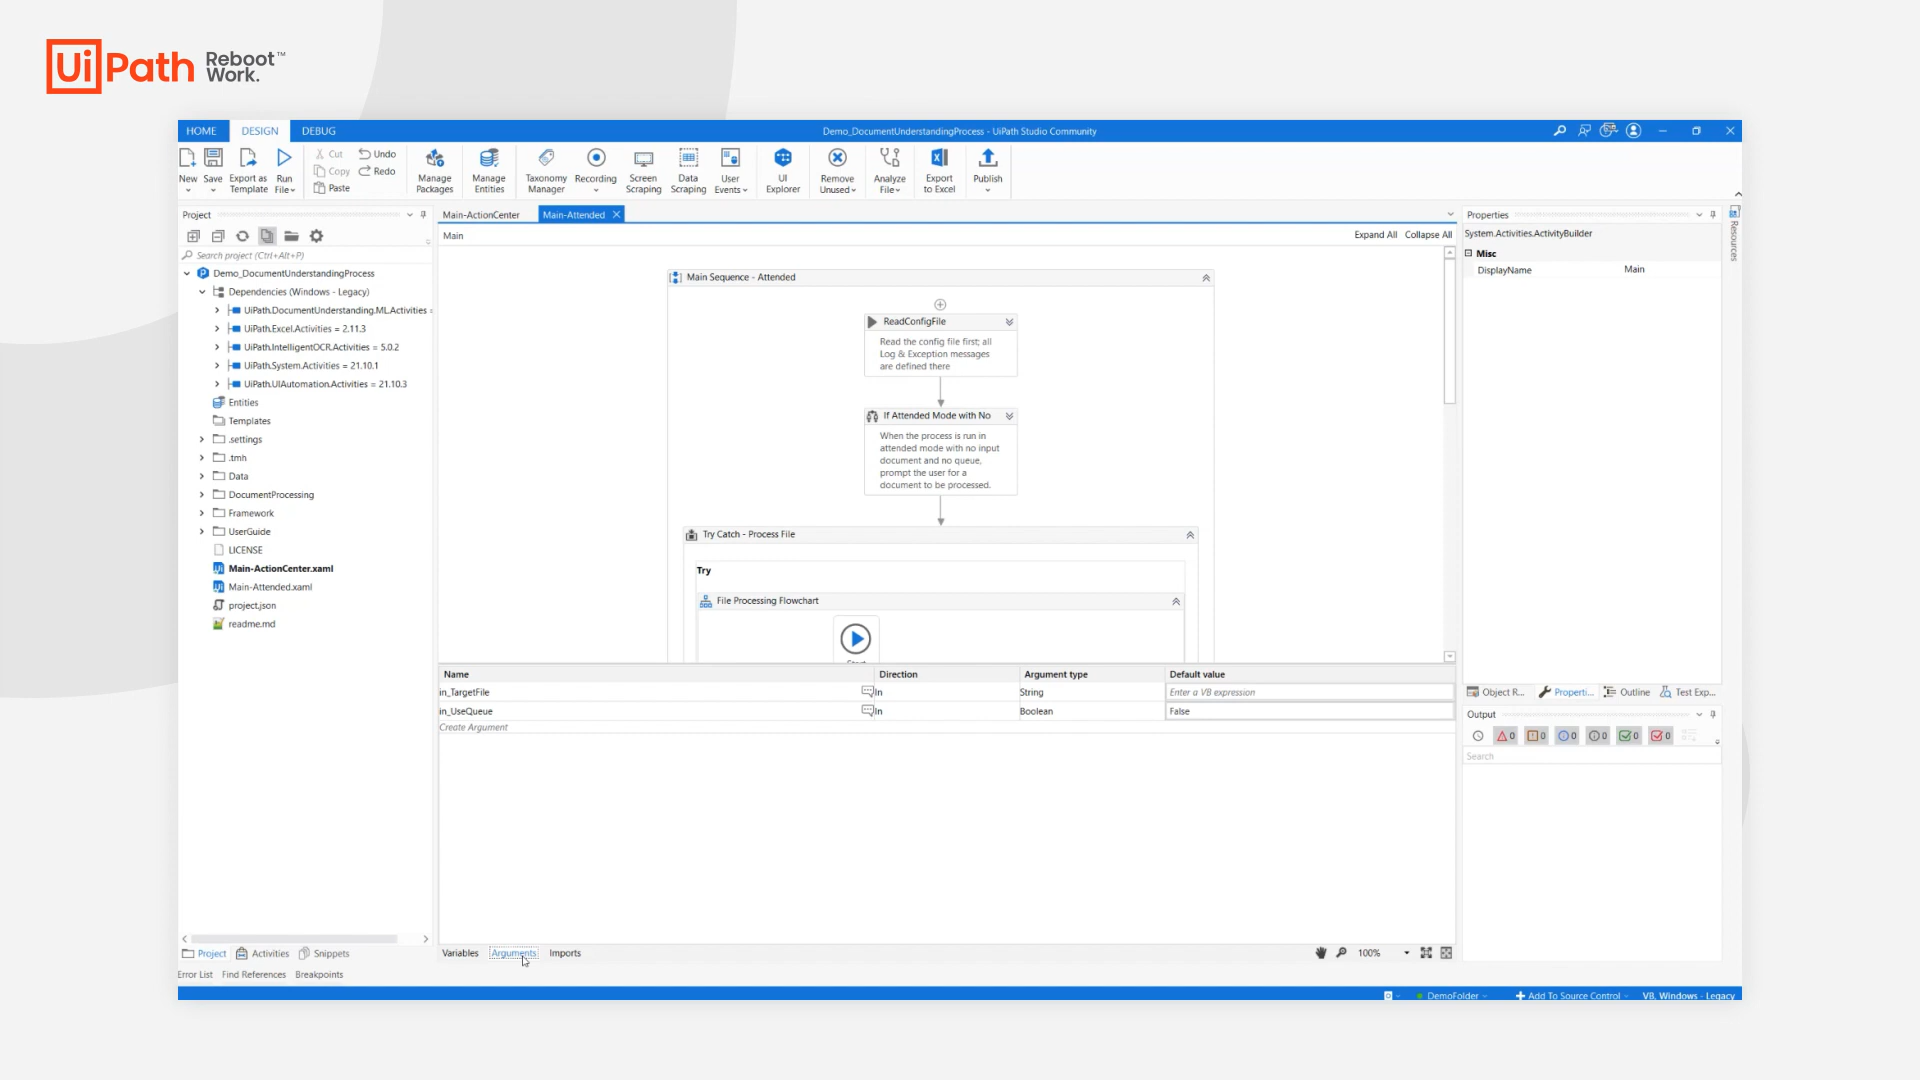 UiPath Reboot™
Work.
HOME DESIGN DEBUG
Demo_DocumentUnderstandingProcess - UiPath Studio Community
New Save Export as Template Run File
Cut Undo
Copy Redo
Paste
Manage Packages
Manage Entities
Taxonomy Manager
Recording
Screen Scraping
Data Scraping
User Events
UI Explorer
Remove Unused
Analyze File
Export to Excel
Publish
Project
Search project (Ctrl+Alt+P)
Demo_DocumentUnderstandingProcess
Dependencies (Windows - Legacy)
UiPath.DocumentUnderstanding.ML.Activities =
UiPath.Excel.Activities = 2.11.3
UiPath.IntelligentOCR.Activities = 5.0.2
UiPath.System.Activities = 21.10.1
UiPath.UIAutomation.Activities = 21.10.3
Entities
Templates
.settings
.tmh
Data
DocumentProcessing
Framework
UserGuide
LICENSE
Main-ActionCenter.xaml
Main-Attended.xaml
project.json
readme.md
Project Activities Snippets
Error List Find References Breakpoints
Main-ActionCenter Main-Attended
Main Expand All Collapse All
Main Sequence - Attended
ReadConfigFile
Read the config file first; all
Log & Exception messages
are defined there
If Attended Mode with No
When the process is run in
attended mode with no input
document and no queue,
prompt the user for a
document to be processed.
Try Catch - Process File
Try
File Processing Flowchart
Name Direction Argument type Default value
in_TargetFile In String Enter a VB expression
in_UseQueue In Boolean False
Create Argument
Variables Arguments Imports 100%
Properties
System.Activities.ActivityBuilder
Misc
DisplayName Main
Resources
Object R... Properti... Outline Test Exp...
Output
0 0 0 0 0 0
Search
DemoFolder Add To Source Control VB, Windows - Legacy